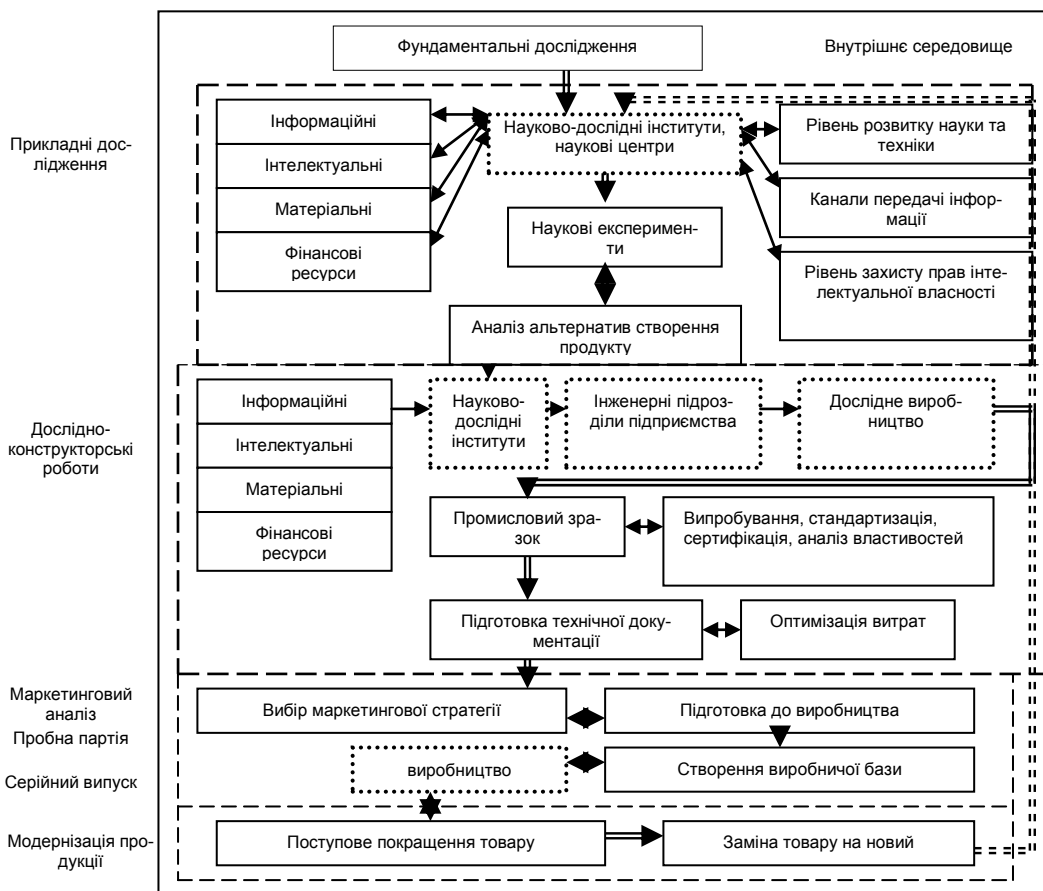 Фундаментальні дослідження
Внутрішнє середовище
Прикладні дос-
лідження
Інформаційні
Інтелектуальні
Матеріальні
Фінансові
ресурси
Науково-дослідні інститути,
наукові центри
Рівень розвитку науки та
техніки
Канали передачі інфор-
мації
Рівень захисту прав інте-
лектуальної власності
Наукові експеримен-
ти
Аналіз альтернатив створення
продукту
Дослідно-
конструкторські
роботи
Інформаційні
Інтелектуальні
Матеріальні
Фінансові
ресурси
Науково-
дослідні
інститути
Інженерні підроз-
діли підприємства
Дослідне вироб-
ництво
Промисловий зра-
зок
Випробування, стандартизація,
сертифікація, аналіз властивостей
Підготовка технічної доку-
ментації
Оптимізація витрат
Маркетинговий
аналіз
Пробна партія
Вибір маркетингової стратегії
Підготовка до виробництва
Серійний випуск
виробництво
Створення виробничої бази
Модернізація про-
дукції
Поступове покращення товару
Заміна товару на новий